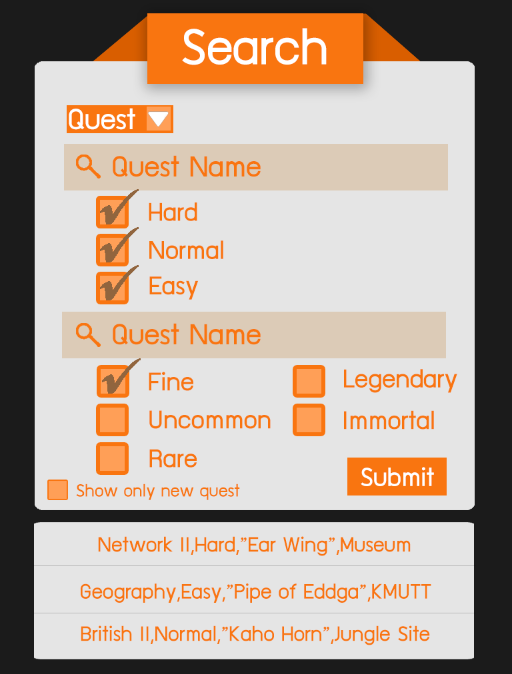 Search
Quest
Quest Name
Hard
Normal
Easy
Quest Name
Fine
Legendary
Uncommon
Immortal
Rare
Submit
Show only new quest
Network II,Hard,"Ear Wing",Museum
Geography,Easy,"Pipe of Eddga",KMUTT
British II,Normal,"Kaho Horn",Jungle Site